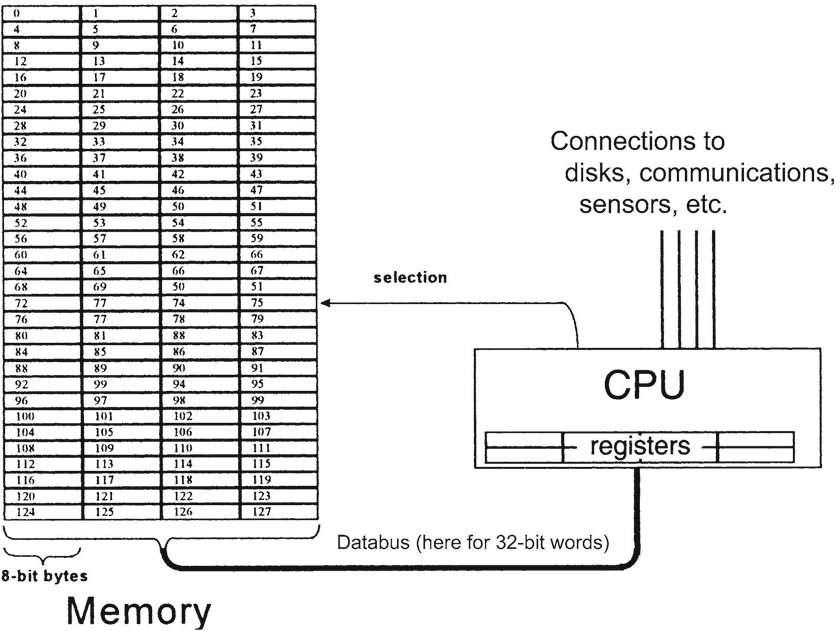 0 1 2 3
4 5 6 7
8 9 10 11
12 13 14 15
16 17 18 19
20 21 22 23
24 25 26 27
28 29 30 31
32 33 34 35
36 37 38 39
40 41 42 43
44 45 46 47
48 49 50 51
52 53 54 55
56 57 58 59
60 61 62 66
64 65 66 67
68 69 50 51
72 77 74 75
76 77 78 79
80 81 88 83
84 85 86 87
88 89 90 91
92 99 94 95
96 97 98 99
100 101 102 103
104 105 106 107
108 109 110 111
112 113 114 115
116 117 118 119
120 121 122 123
124 125 126 127
8-bit bytes
Memory
selection
Connections to
disks, communications,
sensors, etc.
CPU
registers
Databus (here for 32-bit words)